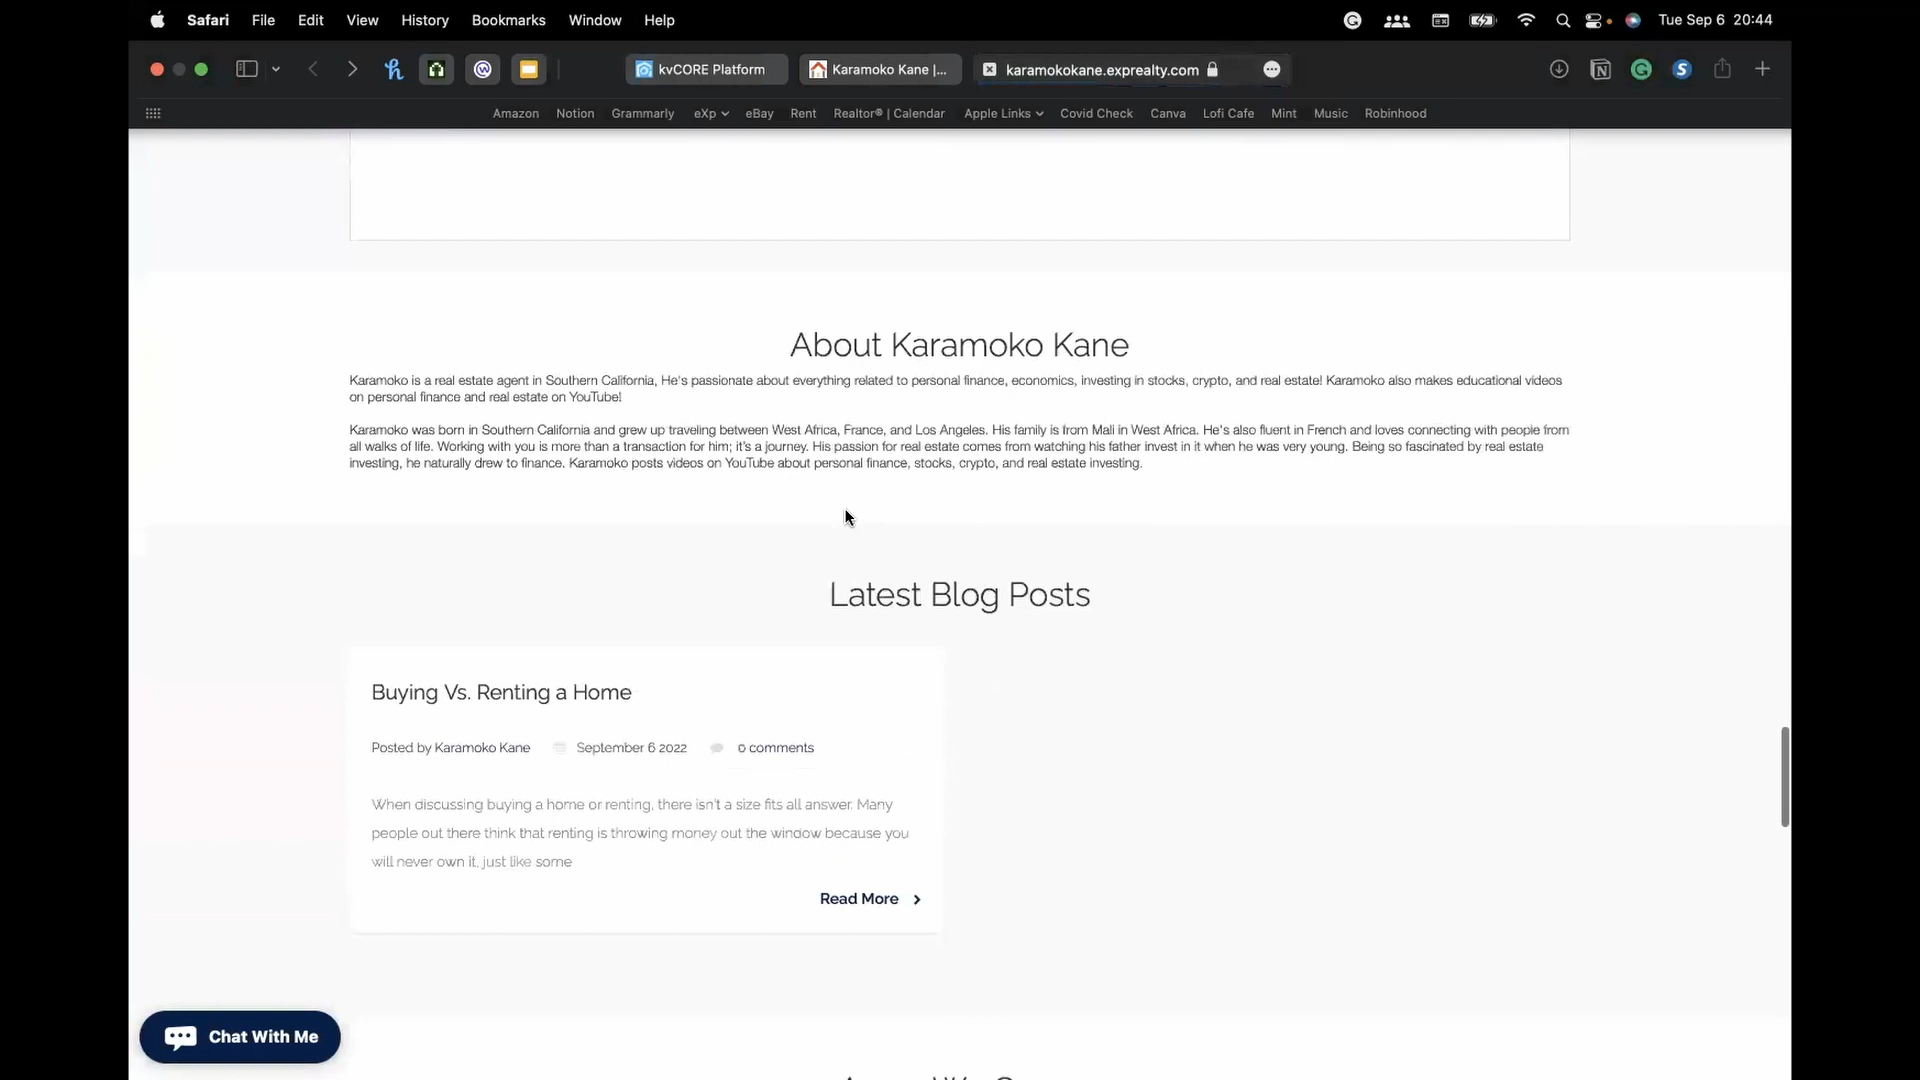 Safari File Edit View History Bookmarks Window Help Tue Sep 6 20:44
kvCORE Platform Karamoko Kane |... karamokokane.exprealty.com
Amazon Notion Grammarly eXp eBay Rent Realtor® | Calendar Apple Links Covid Check Canva Lofi Cafe Mint Music Robinhood
About Karamoko Kane
Karamoko is a real estate agent in Southern California, He's passionate about everything related to personal finance, economics, investing in stocks, crypto, and real estate! Karamoko also makes educational videos
on personal finance and real estate on YouTube!
Karamoko was born in Southern California and grew up traveling between West Africa, France, and Los Angeles. His family is from Mali in West Africa. He's also fluent in French and loves connecting with people from
all walks of life. Working with you is more than a transaction for him; it's a journey. His passion for real estate comes from watching his father invest in it when he was very young. Being so fascinated by real estate
investing, he naturally drew to finance. Karamoko posts videos on YouTube about personal finance, stocks, crypto, and real estate investing.
Latest Blog Posts
Buying Vs. Renting a Home
Posted by Karamoko Kane September 6 2022 0 comments
When discussing buying a home or renting, there isn't a size fits all answer. Many
people out there think that renting is throwing money out the window because you
will never own it, just like some
Read More
Chat With Me